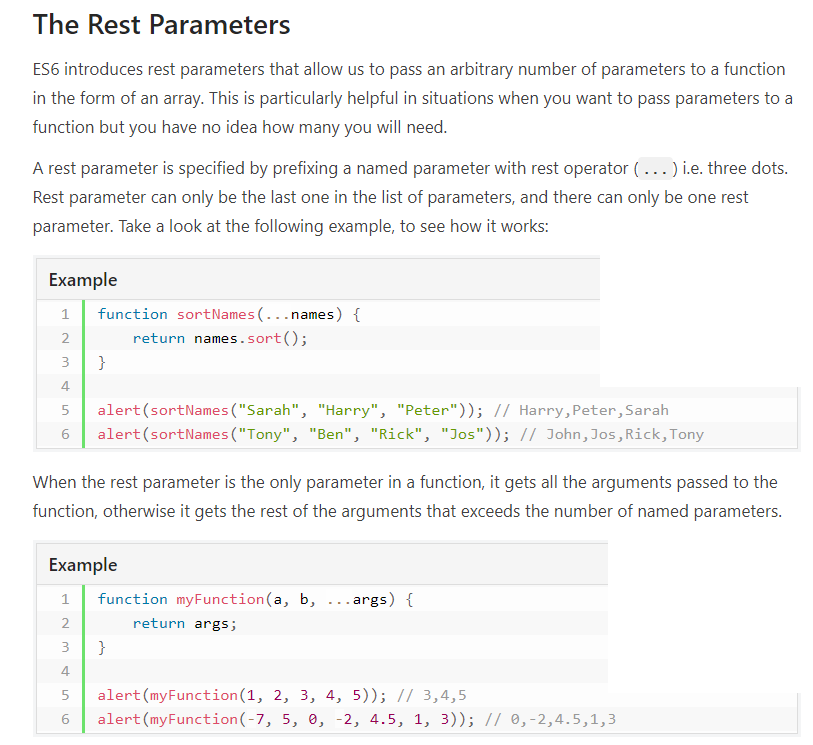 The Rest Parameters
ES6 introduces rest parameters that allow us to pass an arbitrary number of parameters to a function
in the form of an array. This is particularly helpful in situations when you want to pass parameters to a
function but you have no idea how many you will need.
A rest parameter is specified by prefixing a named parameter with rest operator (...) i.e. three dots.
Rest parameter can only be the last one in the list of parameters, and there can only be one rest
parameter. Take a look at the following example, to see how it works:
Example
1 function sortNames(...names) {
2     return names.sort();
3 }
4
5 alert(sortNames("Sarah", "Harry", "Peter")); // Harry,Peter,Sarah
6 alert(sortNames("Tony", "Ben", "Rick", "Jos")); // John,Jos,Rick,Tony
When the rest parameter is the only parameter in a function, it gets all the arguments passed to the
function, otherwise it gets the rest of the arguments that exceeds the number of named parameters.
Example
1 function myFunction(a, b, ...args) {
2     return args;
3 }
4
5 alert(myFunction(1, 2, 3, 4, 5)); // 3,4,5
6 alert(myFunction(-7, 5, 0, -2, 4.5, 1, 3)); // 0,-2,4.5,1,3